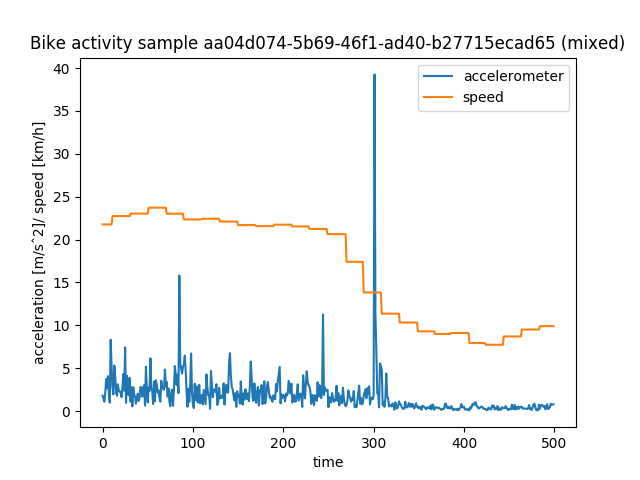 Bike activity sample aa04d074-5b69-46f1-ad40-b27715ecad65 (mixed)
accelerometer
speed
acceleration [m/s^2]/ speed [km/h]
40
35
30
25
20
15
10
5
0
0 100 200 300 400 500
time